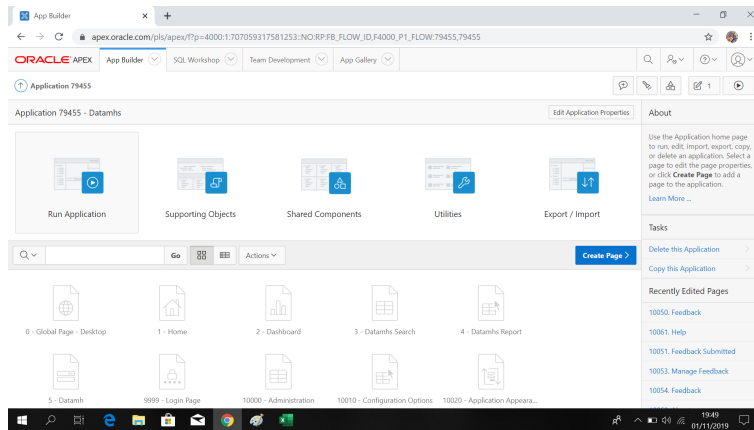 App Builder
apex.oracle.com/pls/apex/f?p=4000:1:707059317581253::NO:RP:FB_FLOW_ID,F4000_P1_FLOW:79455,79455
ORACLE APEX App Builder SQL Workshop Team Development App Gallery
Application 79455
1
Application 79455 - Datamhs
Edit Application Properties
Run Application
Supporting Objects
Shared Components
Utilities
Export / Import
Go
Actions
Create Page
0 - Global Page - Desktop
1 - Home
2 - Dashboard
3 - Datamhs Search
4 - Datamhs Report
5 - Datamh
9999 - Login Page
10000 - Administration
10010 - Configuration Options
10020 - Application Appeara...
About
Use the Application home page
to run, edit, import, export, copy,
or delete an application. Select a
page to edit the page properties,
or click Create Page to add a
page to the application.
Learn More ...
Tasks
Delete this Application
Copy this Application
Recently Edited Pages
10050. Feedback
10061. Help
10051. Feedback Submitted
10053. Manage Feedback
10054. Feedback
19:49
01/11/2019